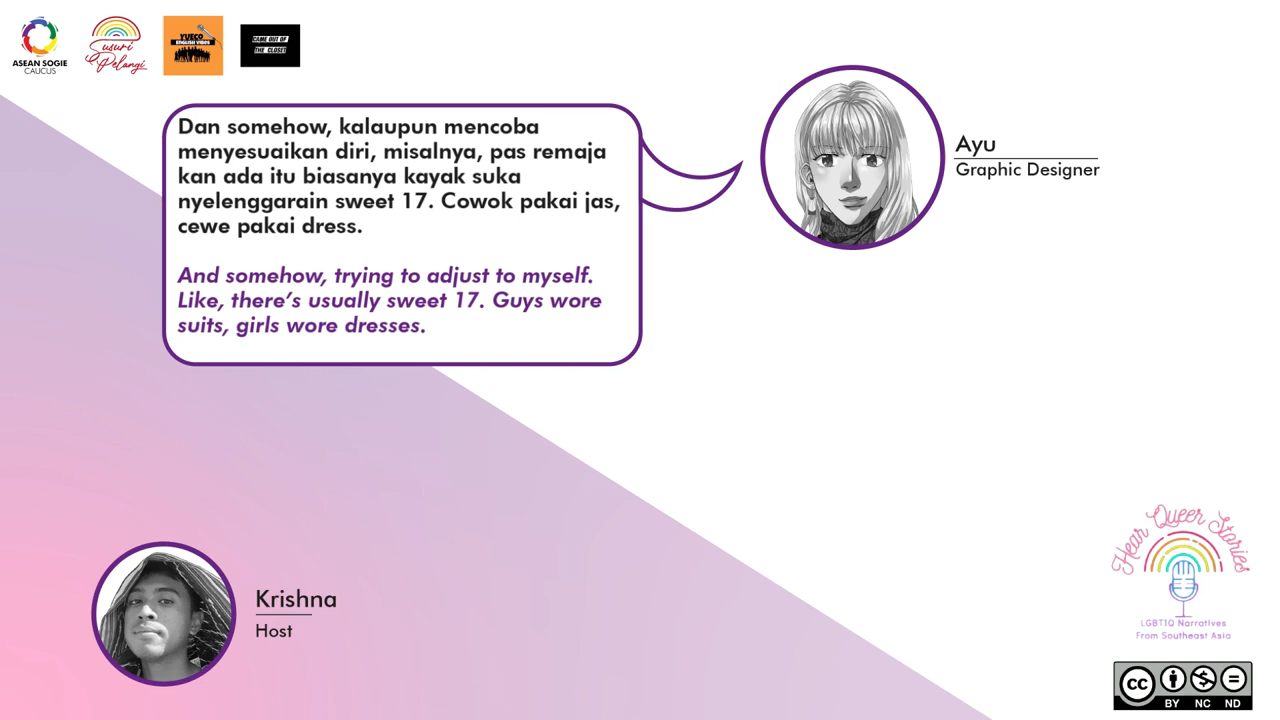 ASEAN SOGIE
CAUCUS
Susuri
Pelangi
YUECO
ENGLISH VIBES
CAME OUT OF
THE CLOSET
Dan somehow, kalaupun mencoba
menyesuaikan diri, misalnya, pas remaja
kan ada itu biasanya kayak suka
nyelenggarain sweet 17. Cowok pakai jas,
cewe pakai dress.
And somehow, trying to adjust to myself.
Like, there's usually sweet 17. Guys wore
suits, girls wore dresses.
Ayu
Graphic Designer
Krishna
Host
Hear Queer Stories
LGBTIQ Narratives
From Southeast Asia
cc
BY NC ND